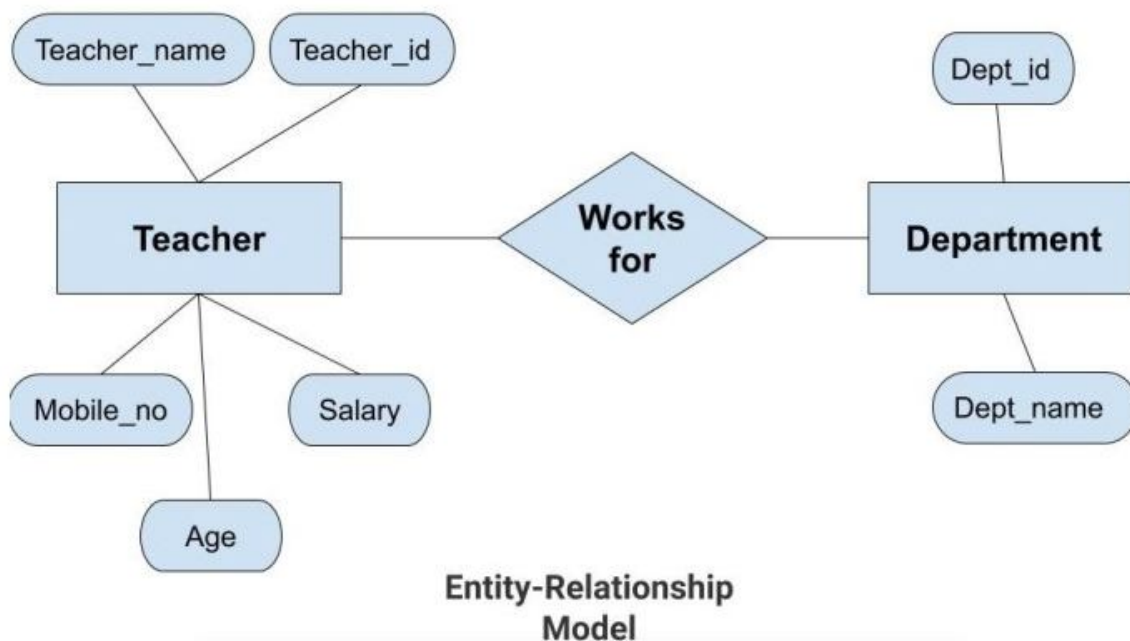 Teacher_name
Teacher_id
Dept_id
Teacher
Works
for
Department
Mobile_no
Salary
Dept_name
Age
Entity-Relationship
Model